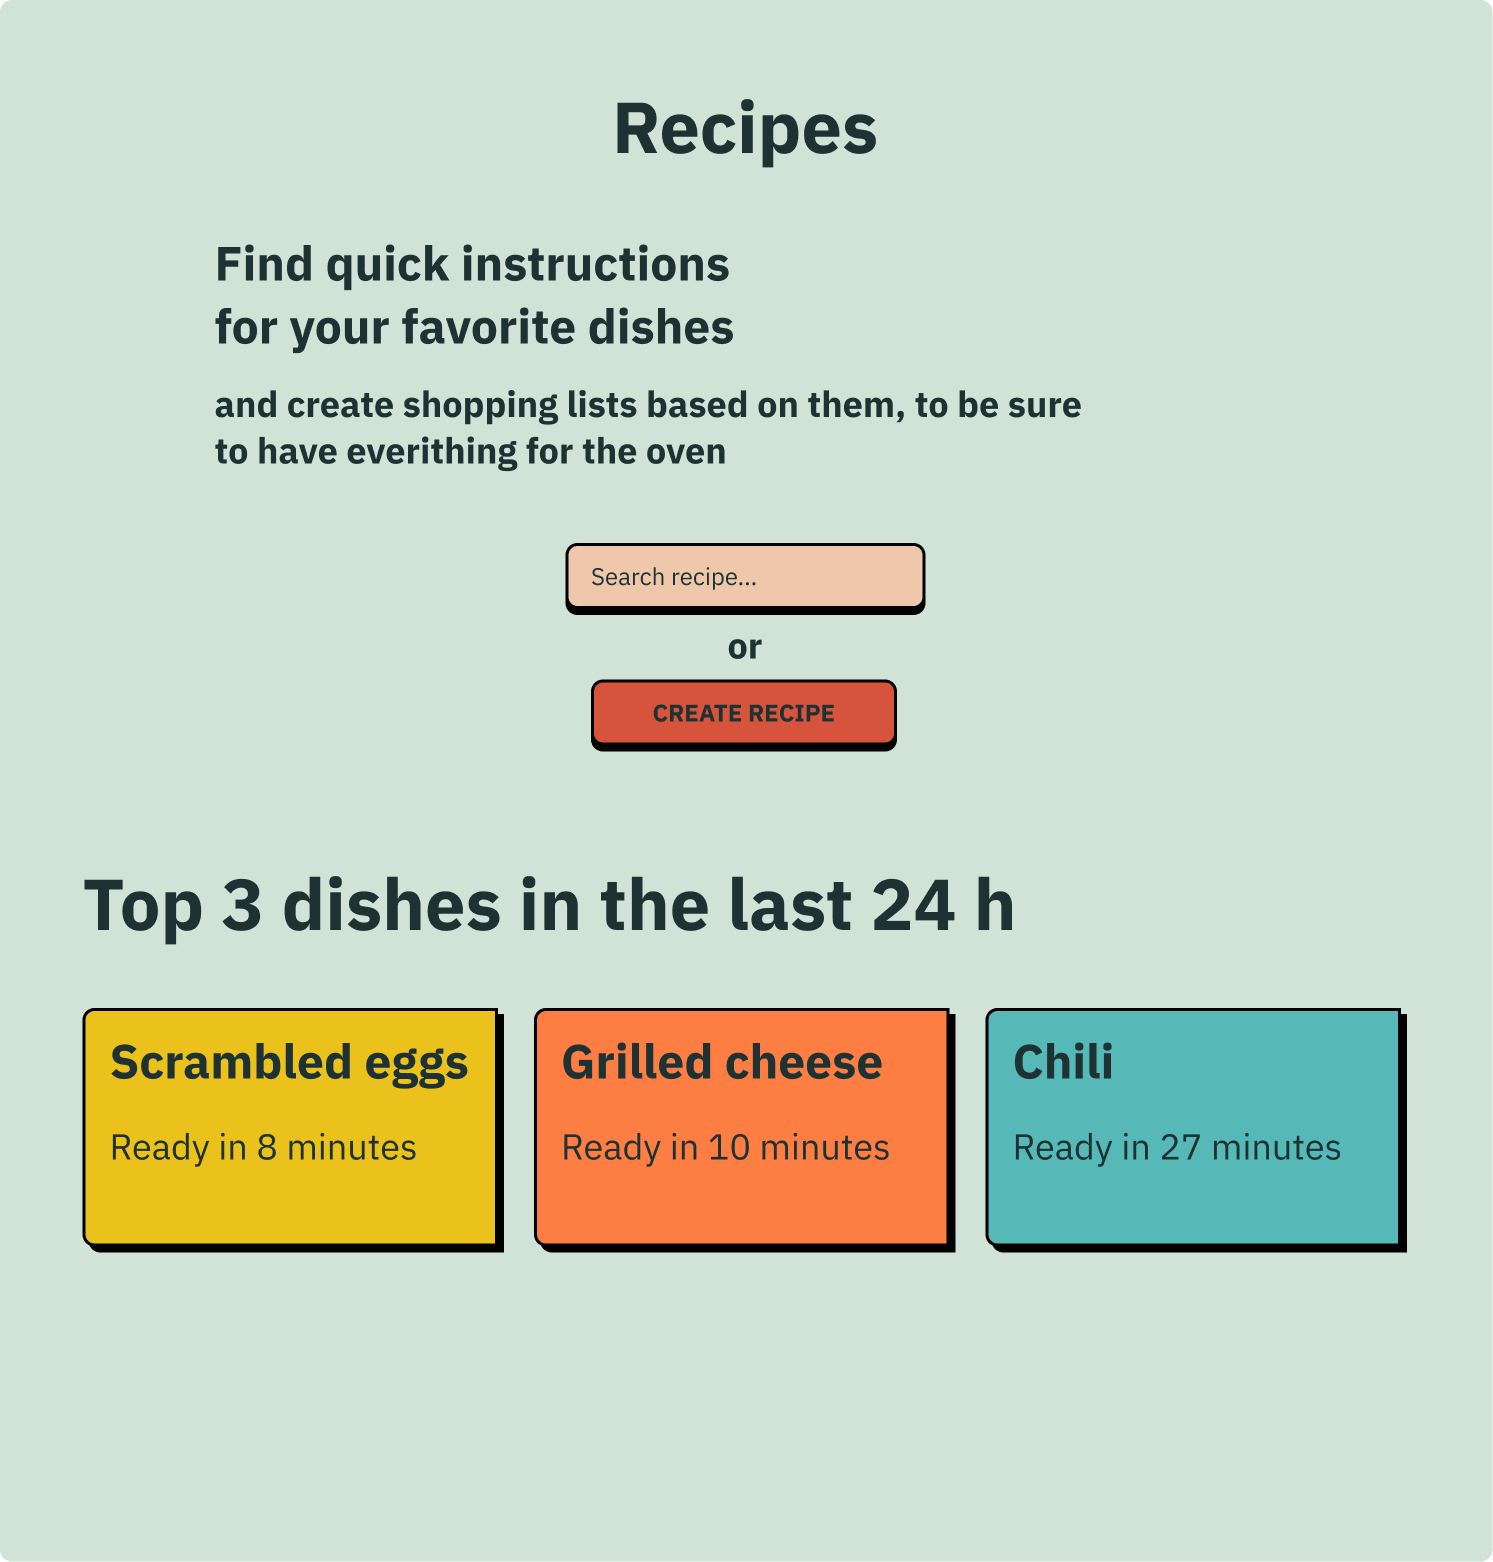 Recipes
Find quick instructions
for your favorite dishes
and create shopping lists based on them, to be sure
to have everithing for the oven
Search recipe...
or
CREATE RECIPE
Top 3 dishes in the last 24 h
Scrambled eggs
Ready in 8 minutes
Grilled cheese
Ready in 10 minutes
Chili
Ready in 27 minutes